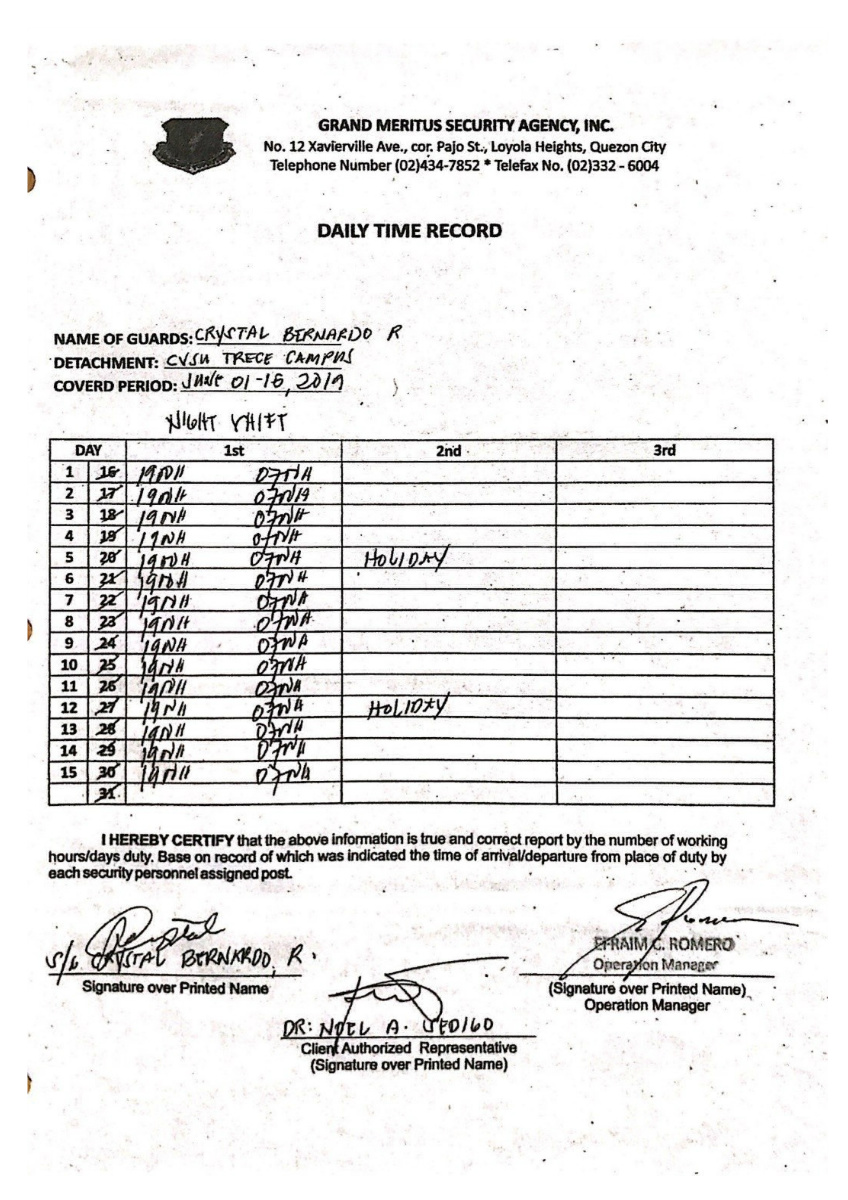 GRAND MERITUS SECURITY AGENCY, INC.
No. 12 Xavierville Ave., cor. Pajo St., Loyola Heights, Quezon City
Telephone Number (02)434-7852 * Telefax No. (02)332 - 6004
DAILY TIME RECORD
NAME OF GUARDS: CRYSTAL BERNARDO R
DETACHMENT: CVSU TRECE CAMPUS
COVERD PERIOD: JUNE 01-15, 2019
NIGHT SHIFT
DAY 1st 2nd 3rd
1 16 19NH 07NH
2 17 19NH 07NH
3 18 19NH 07NH
4 19 19NH 07NH
5 20 19NH 07NH HOLIDAY
6 21 19NH 07NH
7 22 19NH 07NH
8 23 19NH 07NH
9 24 19NH 07NH
10 25 19NH 07NH
11 26 19NH 07NH
12 27 19NH 07NH HOLIDAY
13 28 19NH 07NH
14 29 19NH 07NH
15 30 19NH 07NH
31
I HEREBY CERTIFY that the above information is true and correct report by the number of working
hours/days duty. Base on record of which was indicated the time of arrival/departure from place of duty by
each security personnel assigned post.
S/G CRYSTAL BERNARDO, R.
Signature over Printed Name
EFRAIM C. ROMERO
Operation Manager
(Signature over Printed Name)
Operation Manager
DR: NOEL A. SEDIGO
Client Authorized Representative
(Signature over Printed Name)